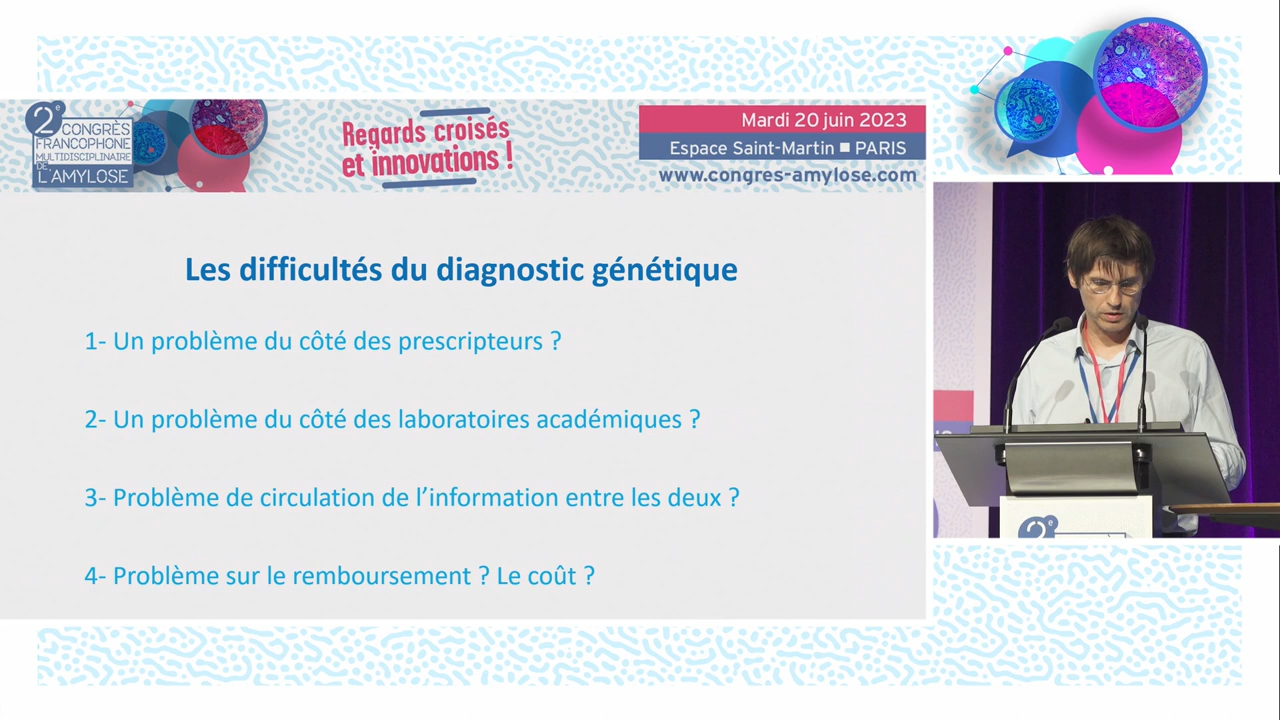 2e
CONGRÈS
FRANCOPHONE
MULTIDISCIPLINAIRE
DE
L'AMYLOSE
Regards croisés
et innovations !
Mardi 20 juin 2023
Espace Saint-Martin ■ PARIS
www.congres-amylose.com
Les difficultés du diagnostic génétique
1- Un problème du côté des prescripteurs ?
2- Un problème du côté des laboratoires académiques ?
3- Problème de circulation de l’information entre les deux ?
4- Problème sur le remboursement ? Le coût ?
2e